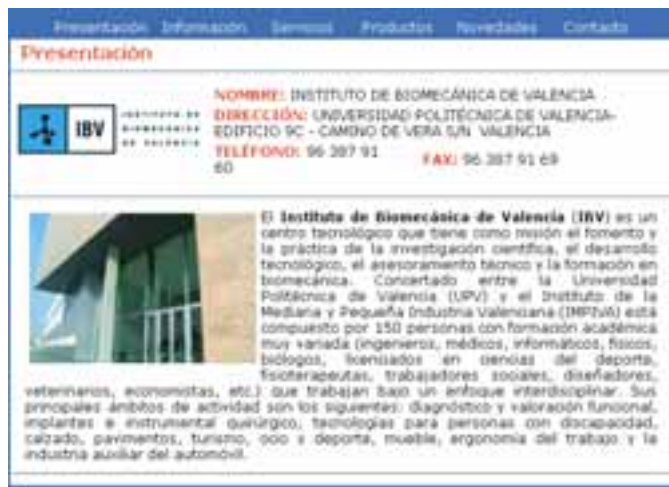 Presentación Información Servicios Productos Novedades Contacto
Presentación
NOMBRE: INSTITUTO DE BIOMECÁNICA DE VALENCIA
DIRECCIÓN: UNIVERSIDAD POLITÉCNICA DE VALENCIA-
EDIFICIO 9C - CAMINO DE VERA S/N VALENCIA
TELÉFONO: 96 387 91
60
FAX: 96 387 91 69
IBV
INSTITUTO DE
BIOMECÁNICA
DE VALENCIA
El Instituto de Biomecánica de Valencia (IBV) es un
centro tecnológico que tiene como misión el fomento y
la práctica de la investigación científica, el desarrollo
tecnológico, el asesoramiento técnico y la formación en
biomecánica. Concertado entre la Universidad
Politécnica de Valencia (UPV) y el Instituto de la
Mediana y Pequeña Industria Valenciana (IMPIVA) está
compuesto por 150 personas con formación académica
muy variada (ingenieros, médicos, informáticos, físicos,
biólogos, licenciados en ciencias del deporte,
fisioterapeutas, trabajadores sociales, diseñadores,
veterinarios, economistas, etc.) que trabajan bajo un enfoque interdisciplinar. Sus
principales ámbitos de actividad son los siguientes: diagnóstico y valoración funcional,
implantes e instrumental quirúrgico, tecnologías para personas con discapacidad,
calzado, pavimentos, turismo, ocio y deporte, mueble, ergonomía del trabajo y la
industria auxiliar del automóvil.